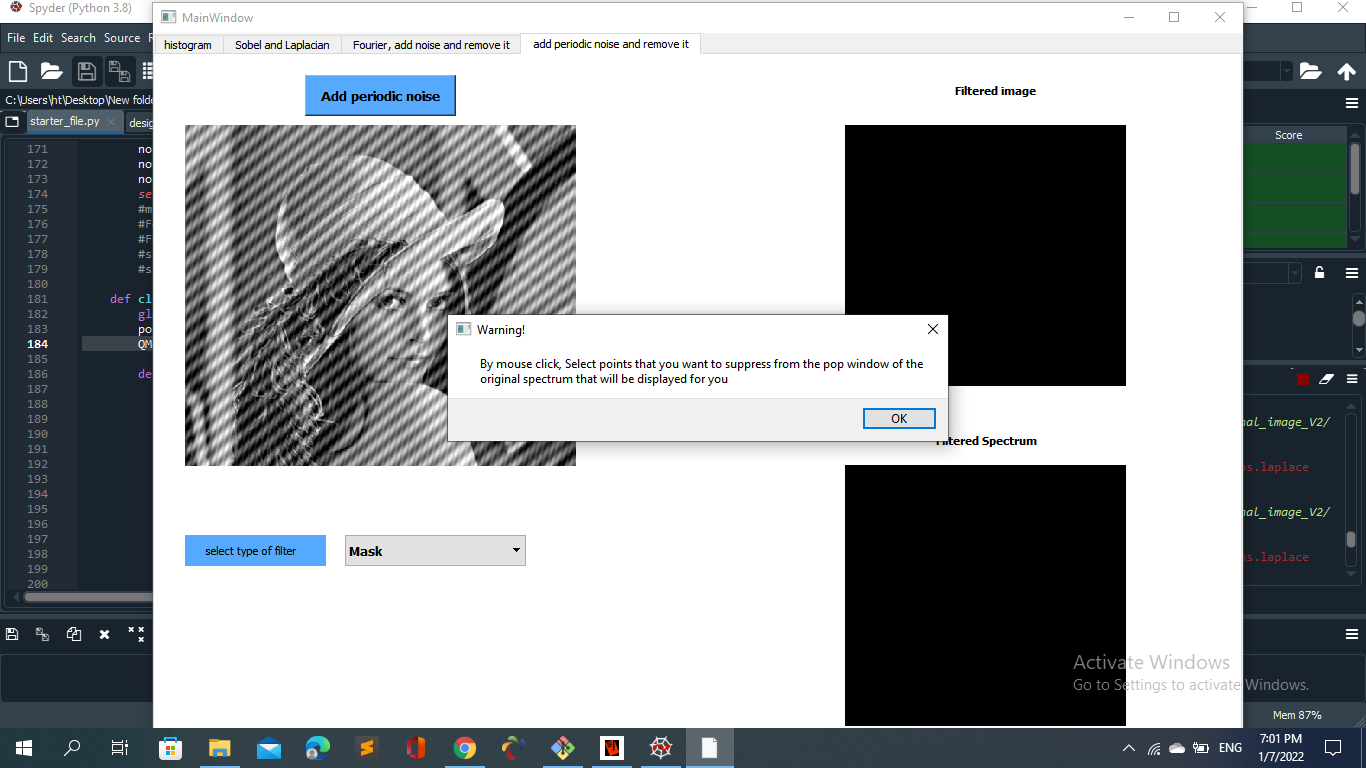 Spyder (Python 3.8)
MainWindow
File Edit Search Source
histogram
Sobel and Laplacian
Fourier, add noise and remove it
add periodic noise and remove it
Add periodic noise
Filtered image
C:\Users\ht\Desktop\New folde
starter_file.py
desig
Score
171 no
172 no
173 no
174 se
175 #m
176 #F
177 #F
178 #s
179 #s
180
181 def cl
182 gl
183 po
184 QM
185
186 de
187
188
189
190
191
192
193
194
195
196
197
198
199
200
Warning!
By mouse click, Select points that you want to suppress from the pop window of the
original spectrum that will be displayed for you
OK
Filtered Spectrum
al_image_V2/
s.laplace
al_image_V2/
s.laplace
select type of filter
Mask
Activate Windows
Go to Settings to activate Windows.
Mem 87%
ENG
7:01 PM
1/7/2022